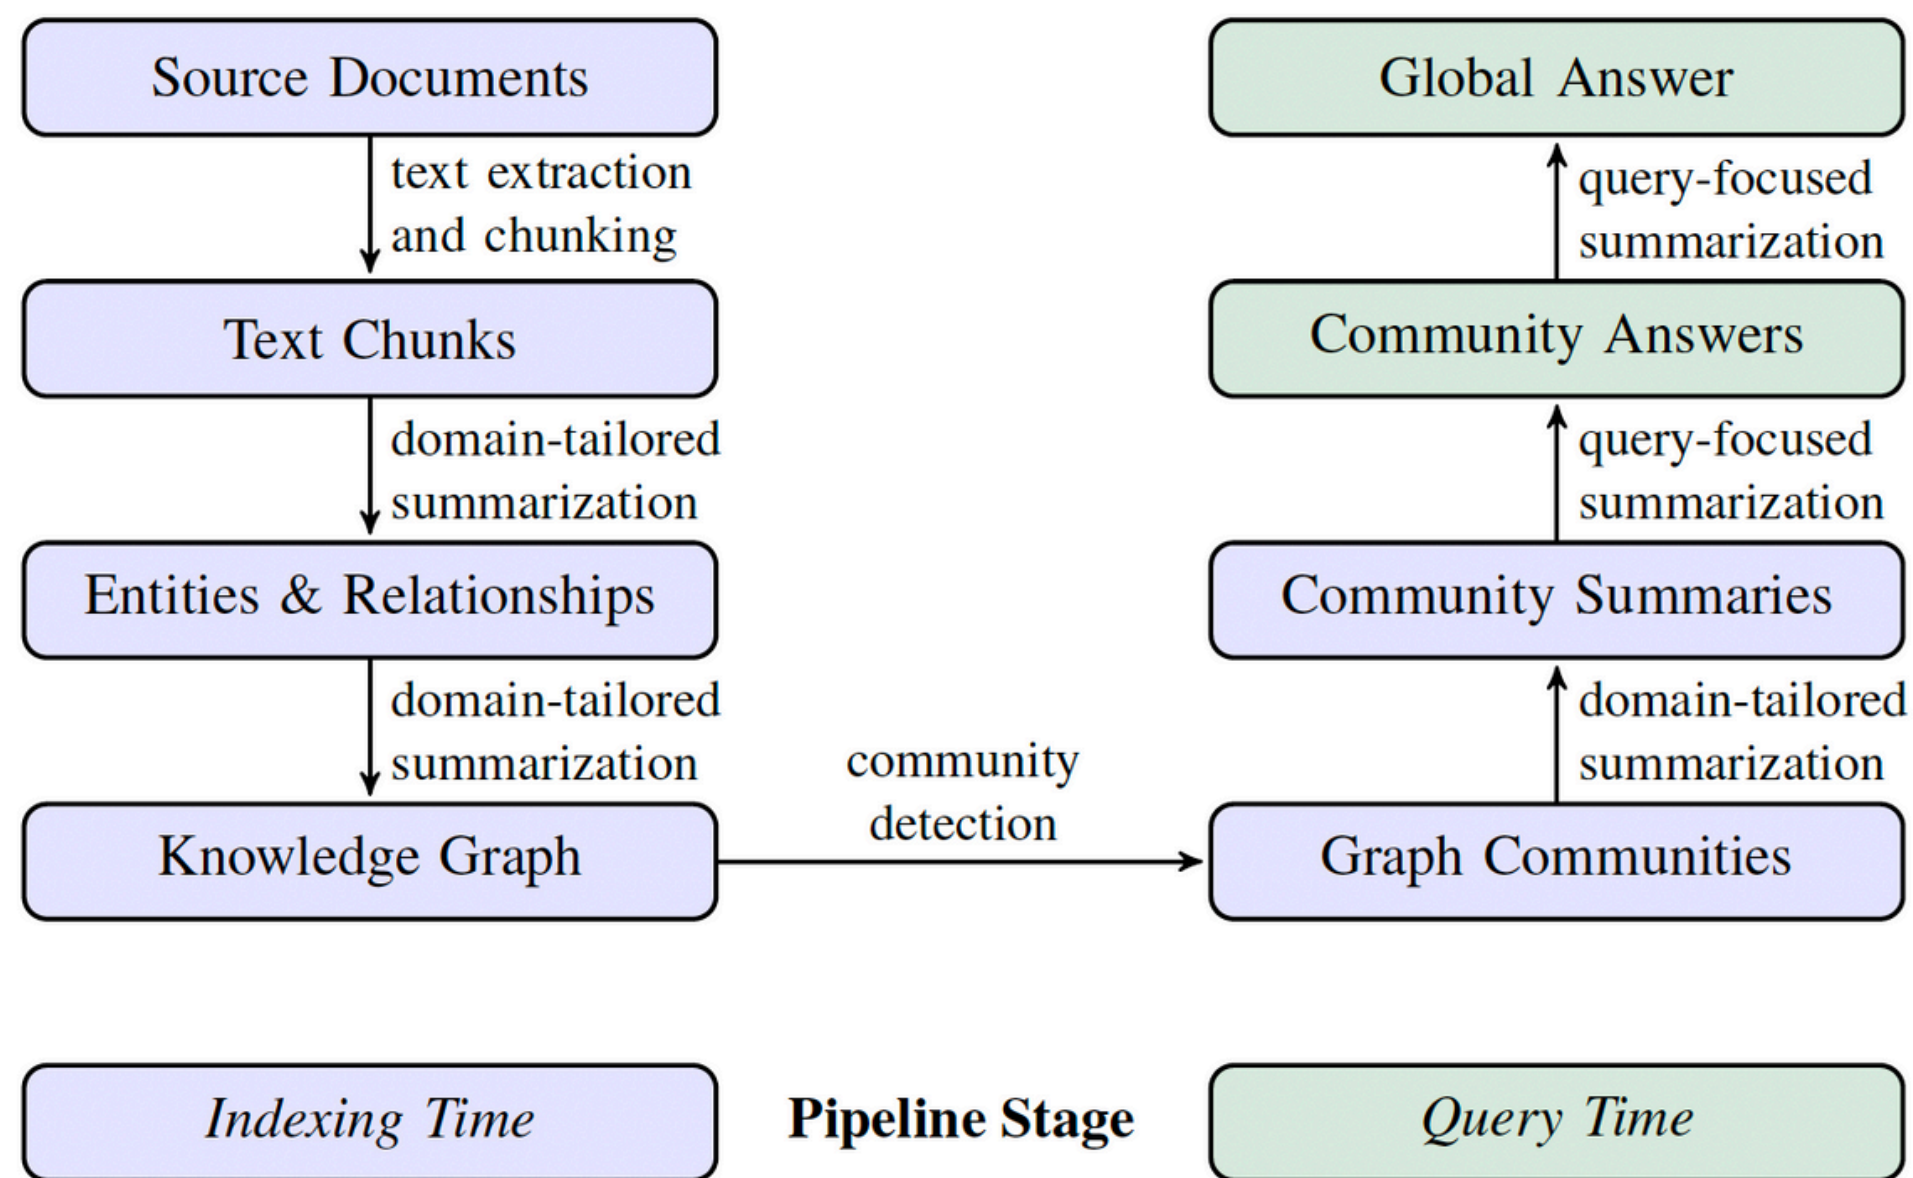 Source Documents
text extraction
and chunking
Text Chunks
domain-tailored
summarization
Entities & Relationships
domain-tailored
summarization
Knowledge Graph
community
detection
Graph Communities
domain-tailored
summarization
Community Summaries
query-focused
summarization
Community Answers
query-focused
summarization
Global Answer
Indexing Time
Pipeline Stage
Query Time